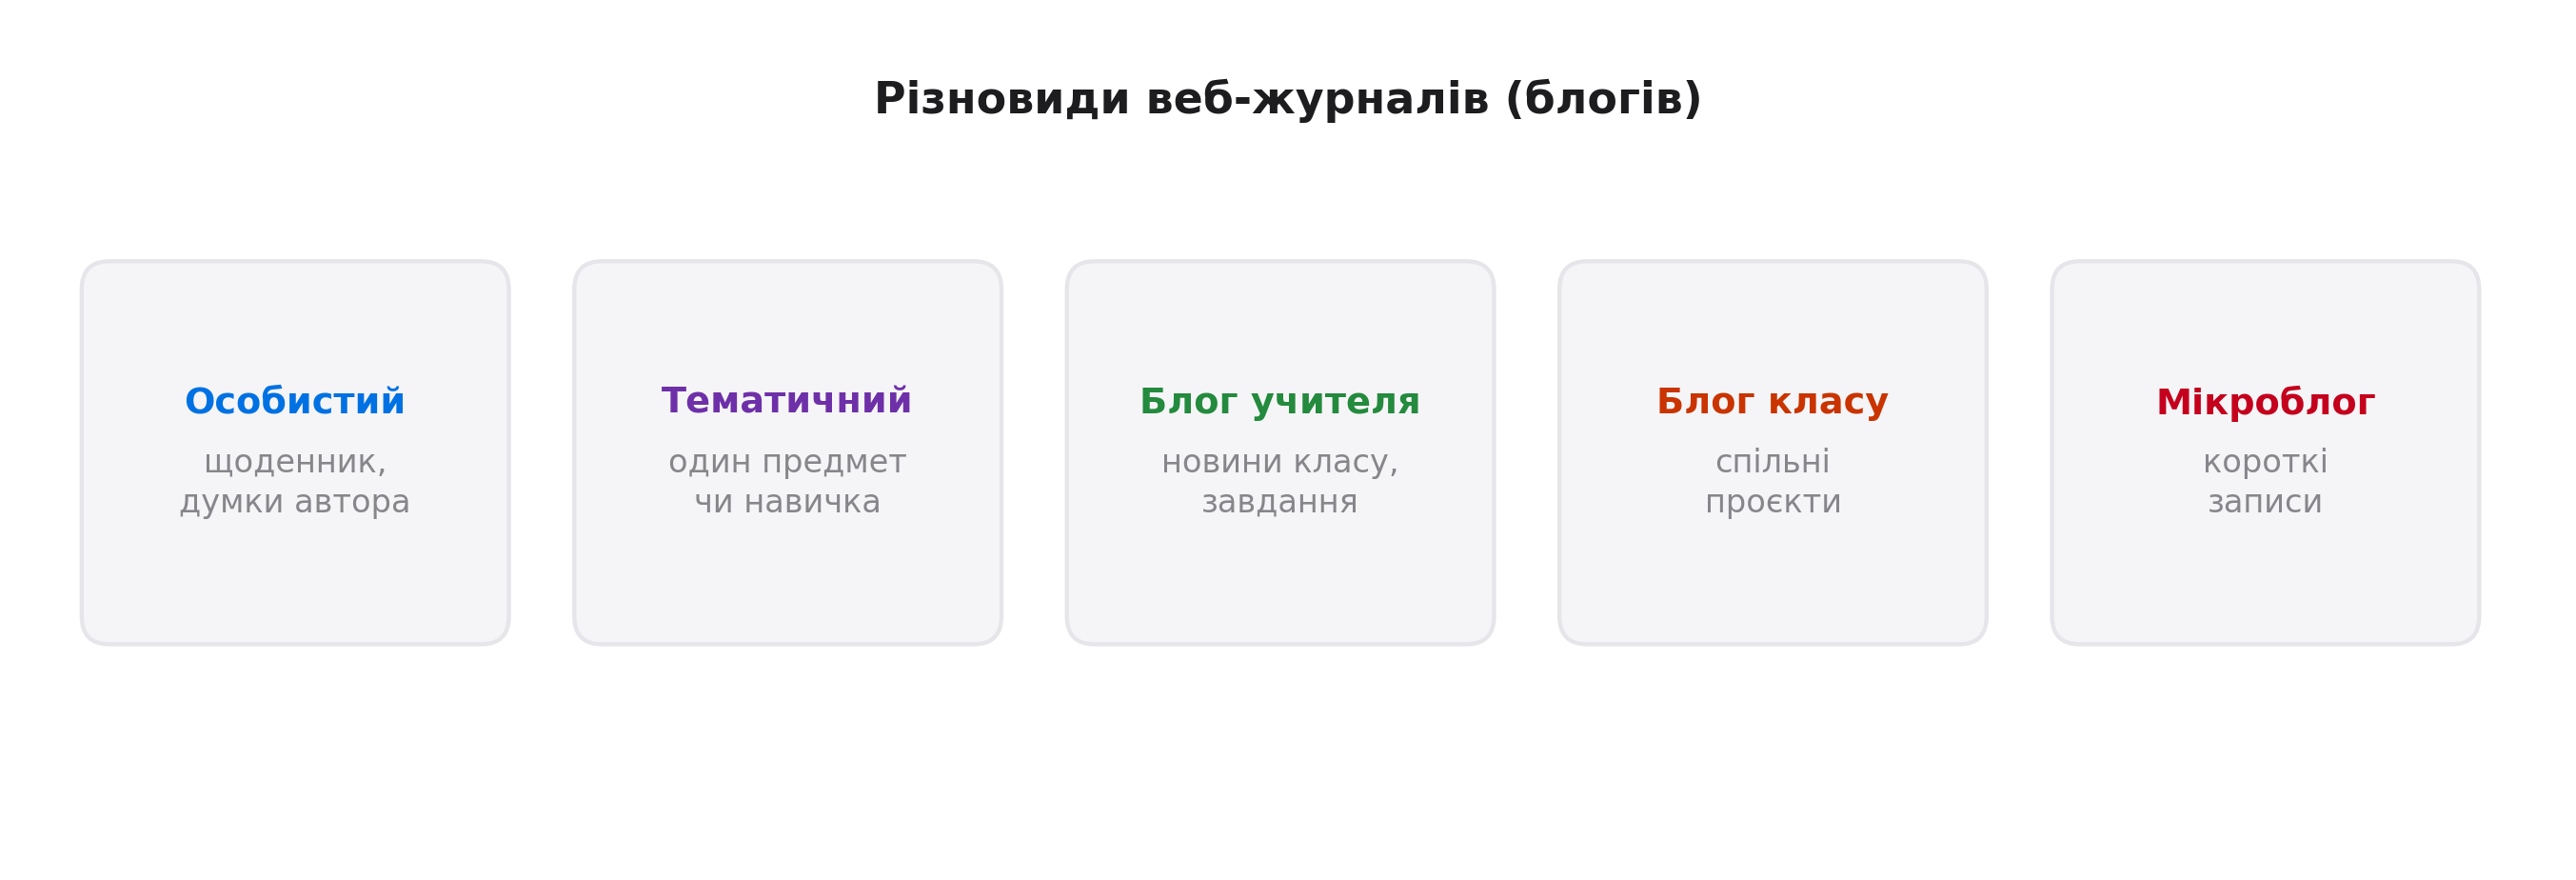 Різновиди веб-журналів (блогів)
Особистий
щоденник,
думки автора
Тематичний
один предмет
чи навичка
Блог учителя
новини класу,
завдання
Блог класу
спільні
проєкти
Мікроблог
короткі
записи